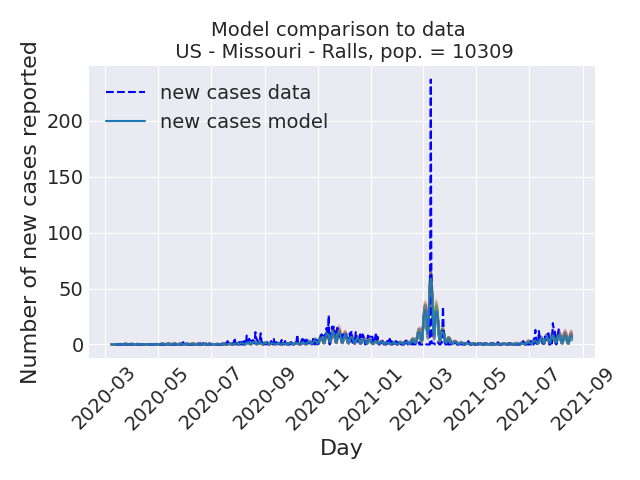 Model comparison to data
US - Missouri - Ralls, pop. = 10309
Number of new cases reported
new cases data
new cases model
200
150
100
50
0
2020-03
2020-05
2020-07
2020-09
2020-11
2021-01
2021-03
2021-05
2021-07
2021-09
Day